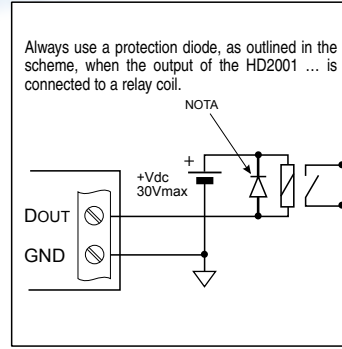 Always use a protection diode, as outlined in the
scheme, when the output of the HD2001 ... is
connected to a relay coil.
NOTA
+
+Vdc
30Vmax
DOUT
GND